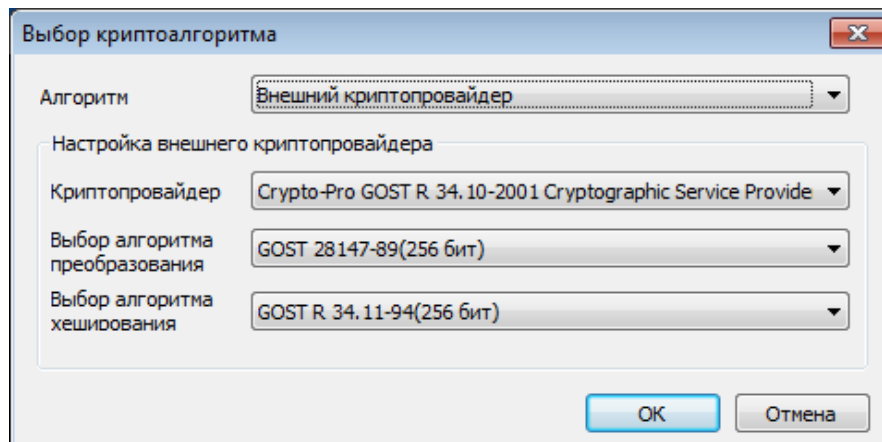 Выбор криптоалгоритма
Алгоритм
Внешний криптопровайдер
Настройка внешнего криптопровайдера
Криптопровайдер
Crypto-Pro GOST R 34.10-2001 Cryptographic Service Provide
Выбор алгоритма
преобразования
GOST 28147-89(256 бит)
Выбор алгоритма
хеширования
GOST R 34.11-94(256 бит)
ОК
Отмена